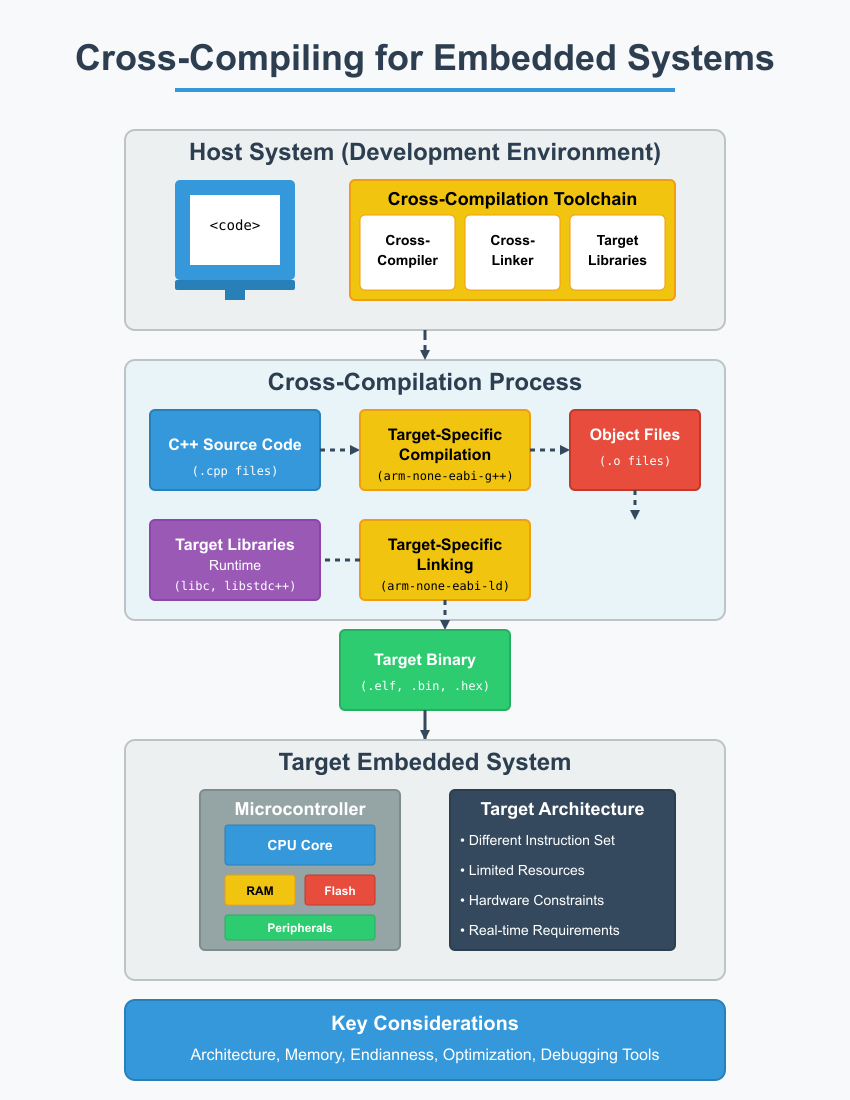 Cross-Compiling for Embedded Systems
Host System (Development Environment)
<code>
Cross-Compilation Toolchain
Cross-
Compiler
Cross-
Linker
Target
Libraries
Cross-Compilation Process
C++ Source Code
(.cpp files)
Target-Specific
Compilation
(arm-none-eabi-g++)
Object Files
(.o files)
Target Libraries
Runtime
(libc, libstdc++)
Target-Specific
Linking
(arm-none-eabi-ld)
Target Binary
(.elf, .bin, .hex)
Target Embedded System
Microcontroller
CPU Core
RAM
Flash
Peripherals
Target Architecture
• Different Instruction Set
• Limited Resources
• Hardware Constraints
• Real-time Requirements
Key Considerations
Architecture, Memory, Endianness, Optimization, Debugging Tools